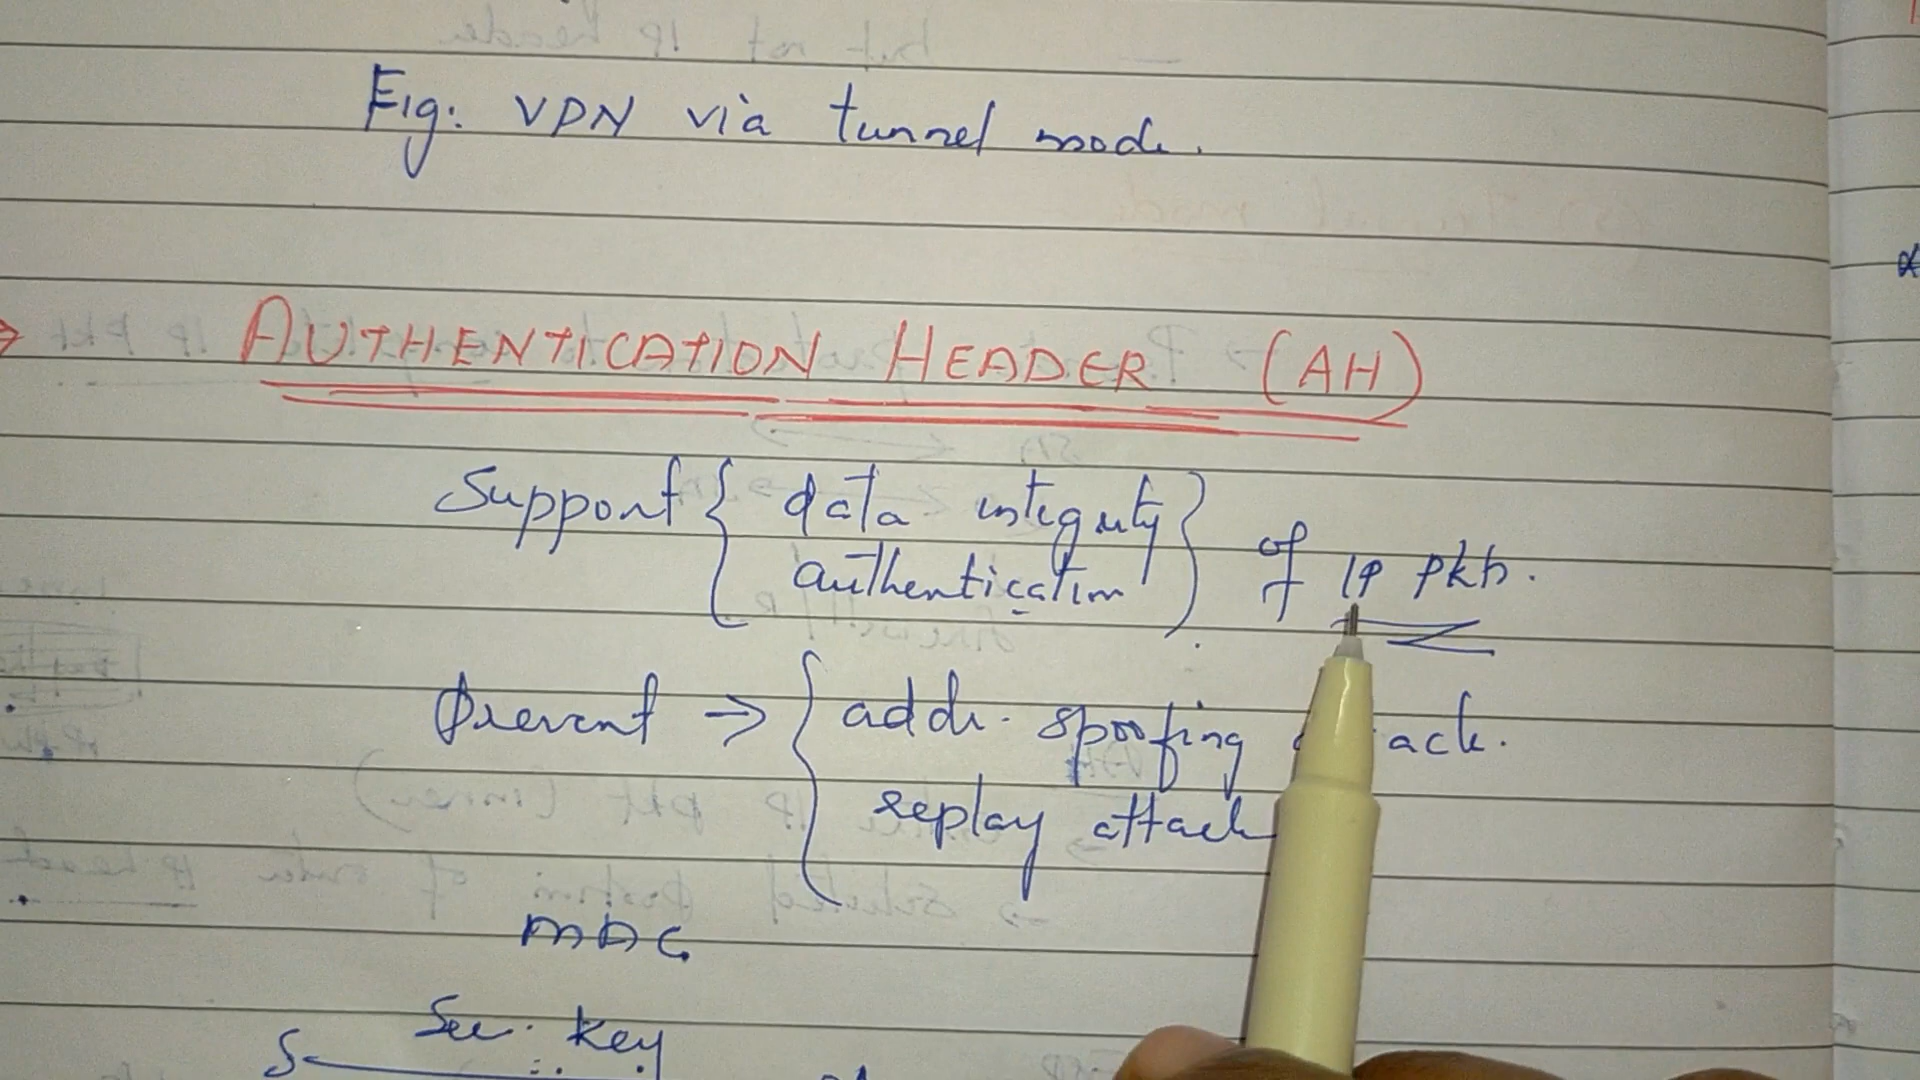 Fig: VPN via tunnel mode.
→ AUTHENTICATION HEADER (AH)
Support { data integrity
authentication } of IP pkts.
Prevent ⇒ { addr. spoofing ack.
replay attack
MAC
Sec. Key
S